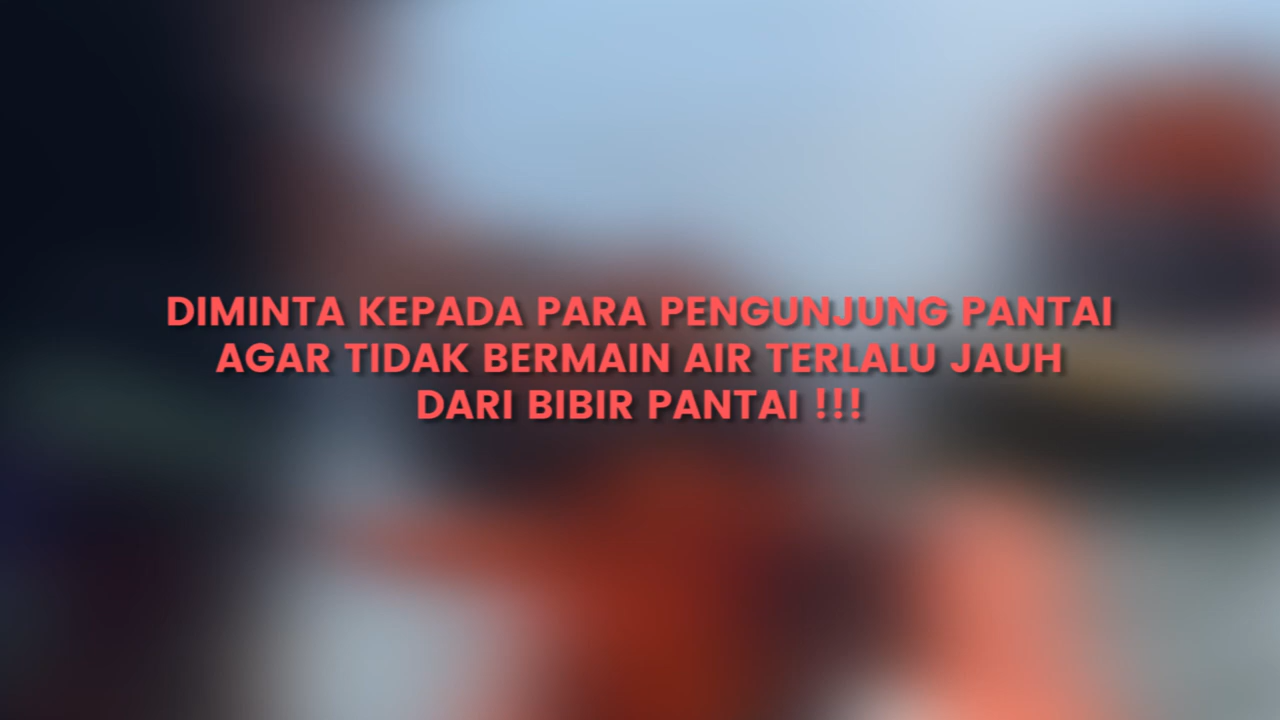 DIMINTA KEPADA PARA PENGUNJUNG PANTAI
AGAR TIDAK BERMAIN AIR TERLALU JAUH
DARI BIBIR PANTAI !!!